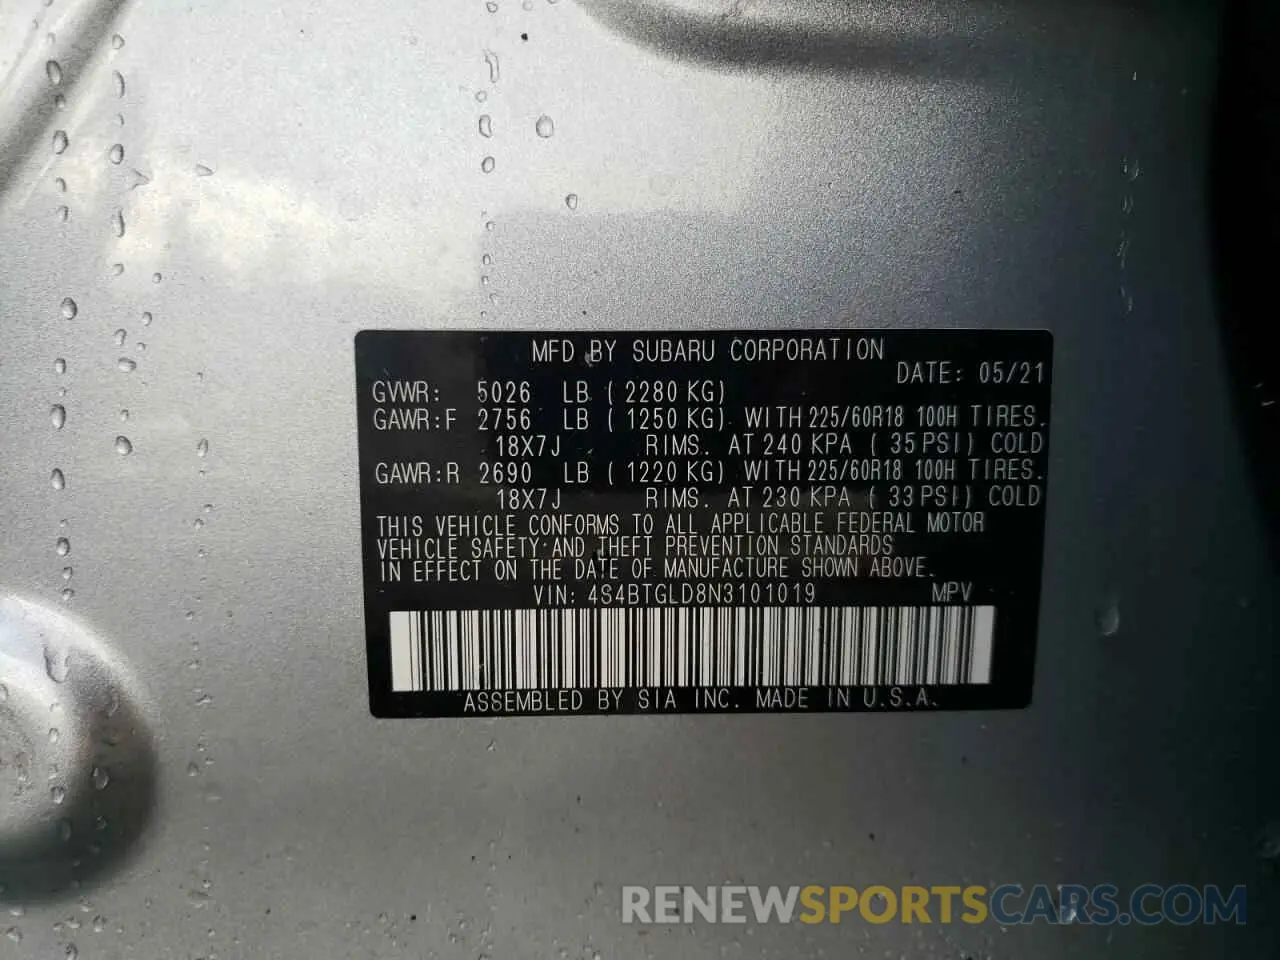 MFD BY SUBARU CORPORATION
DATE: 05/21
GVWR: 5026 LB ( 2280 KG)
GAWR:F 2756 LB ( 1250 KG) WITH 225/60R18 100H TIRES.
18X7J RIMS. AT 240 KPA ( 35 PSI) COLD
GAWR:R 2690 LB ( 1220 KG) WITH 225/60R18 100H TIRES.
18X7J RIMS. AT 230 KPA ( 33 PSI) COLD
THIS VEHICLE CONFORMS TO ALL APPLICABLE FEDERAL MOTOR
VEHICLE SAFETY AND THEFT PREVENTION STANDARDS
IN EFFECT ON THE DATE OF MANUFACTURE SHOWN ABOVE.
VIN: 4S4BTGLD8N3101019 MPV
ASSEMBLED BY SIA INC. MADE IN U.S.A.
RENEWSPORTSCARS.COM